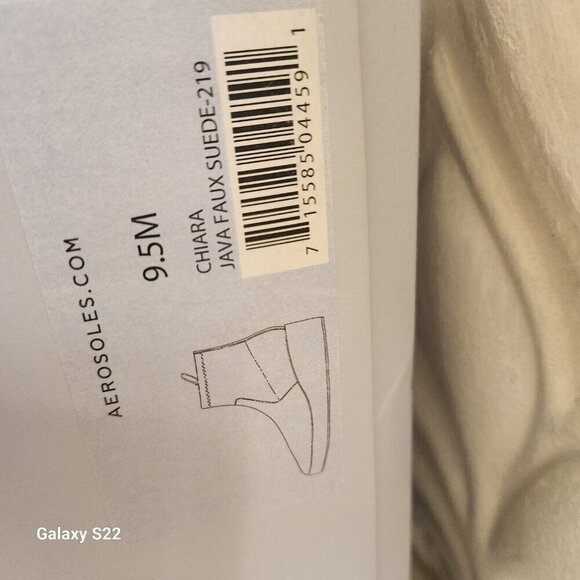 AEROSOLES.COM
9.5M
CHIARA
JAVA FAUX SUEDE-219
7 15585 04459 1
Galaxy S22